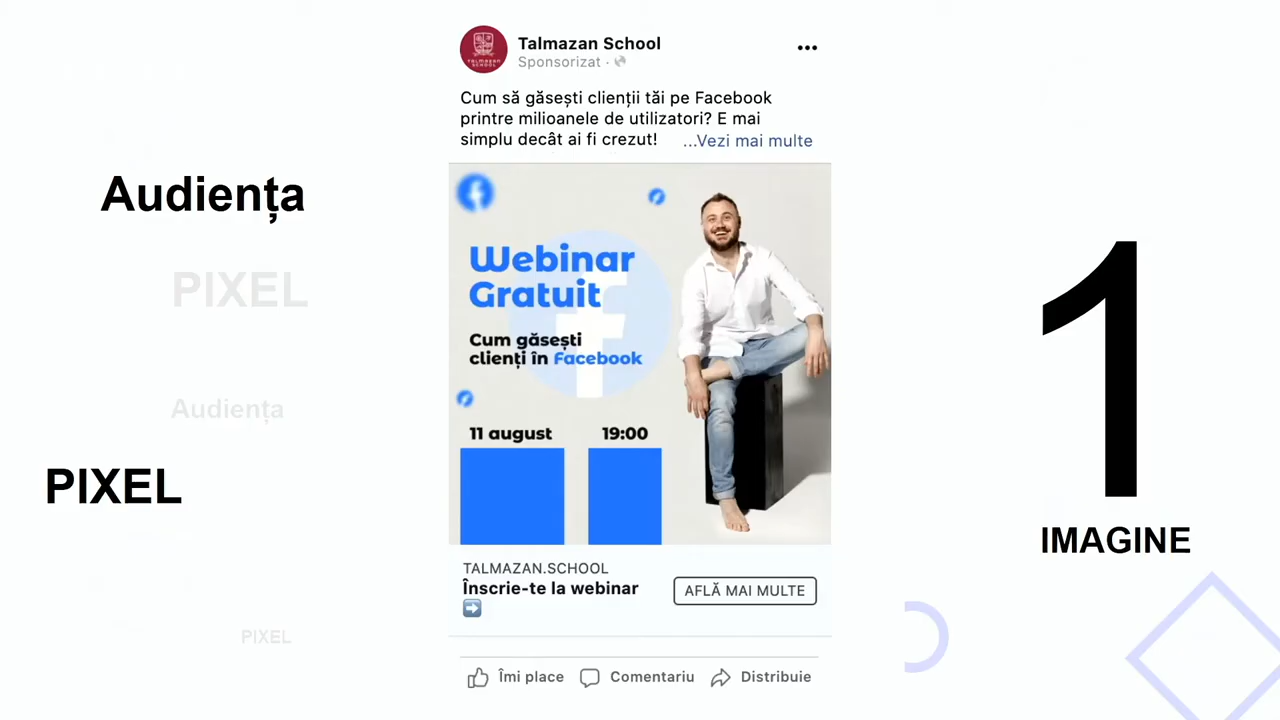 Talmazan School
Sponsorizat
Cum să găsești clienții tăi pe Facebook
printre milioanele de utilizatori? E mai
simplu decât ai fi crezut! ...Vezi mai multe
Audiența
PIXEL
Audiența
PIXEL
PIXEL
Webinar
Gratuit
Cum găsești
clienți în Facebook
11 august 19:00
TALMAZAN.SCHOOL
Înscrie-te la webinar
AFLĂ MAI MULTE
Îmi place Comentariu Distribuie
1
IMAGINE
TALMAZAN
SCHOOL